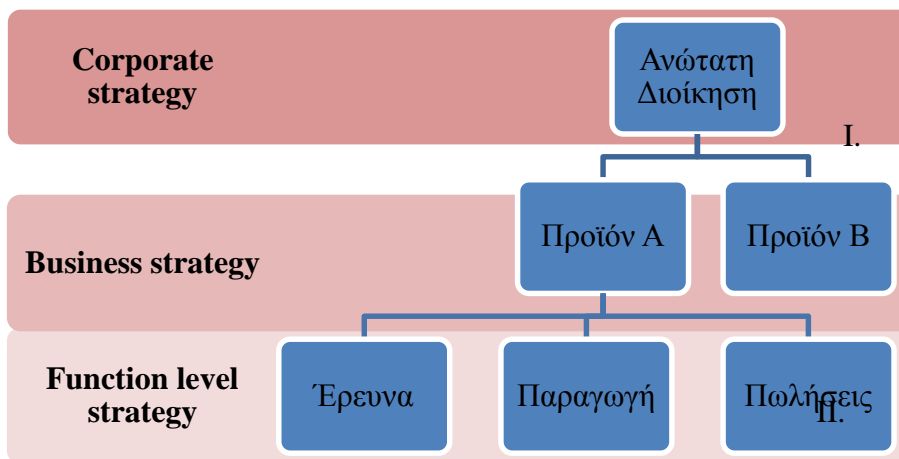 Corporate
strategy
Ανώτατη
Διοίκηση
I.
Business strategy
Προϊόν Α
Προϊόν Β
Function level
strategy
Έρευνα
Παραγωγή
Πωλήσεις
II.